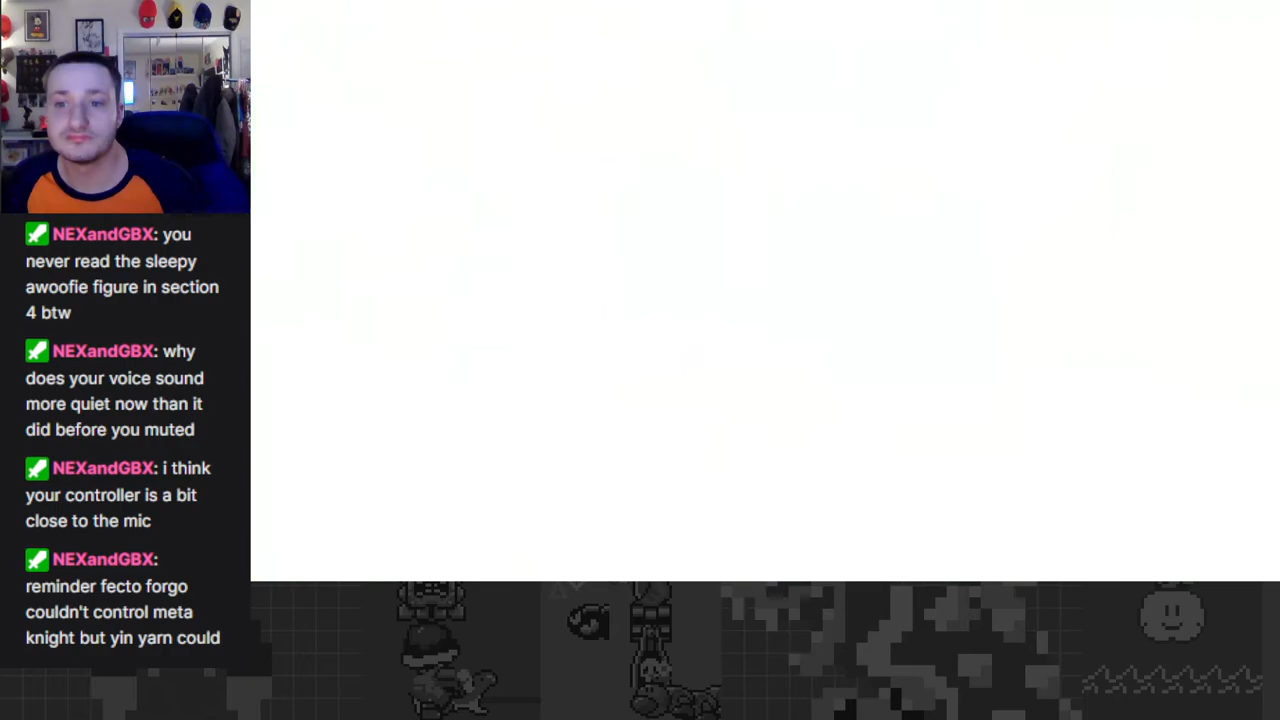 NEXandGBX: you
never read the sleepy
awoofie figure in section
4 btw
NEXandGBX: why
does your voice sound
more quiet now than it
did before you muted
NEXandGBX: i think
your controller is a bit
close to the mic
NEXandGBX:
reminder fecto forgo
couldn't control meta
knight but yin yarn could